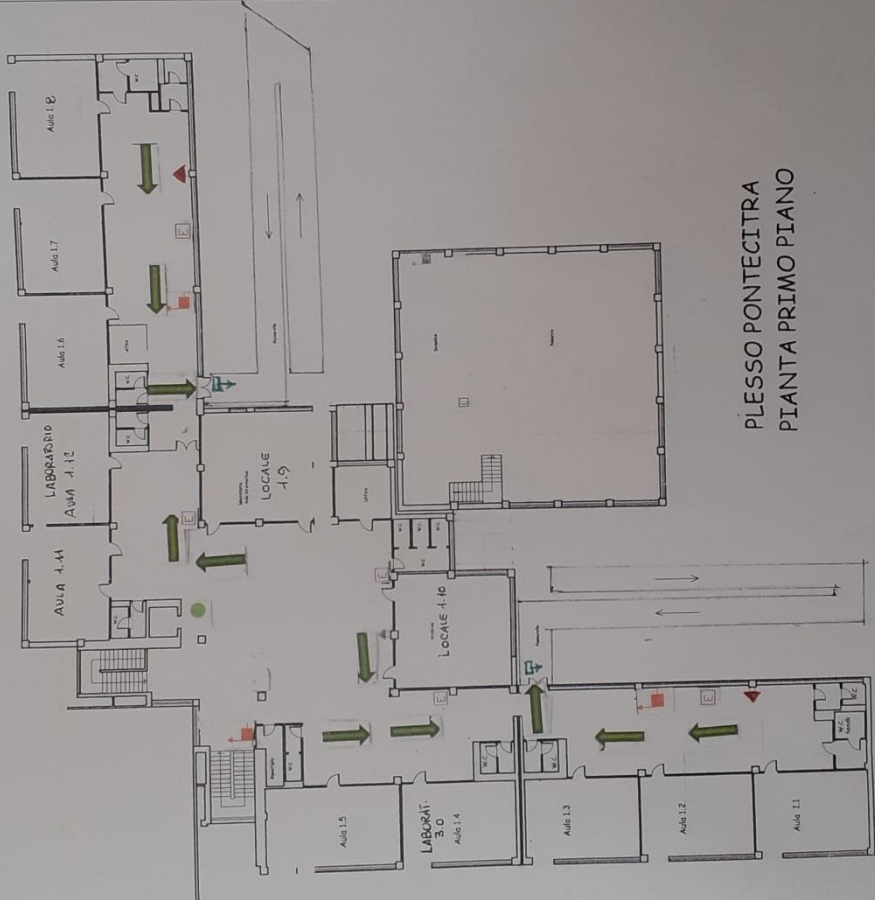 PLESSO PONTECITRA
PIANTA PRIMO PIANO
Aula 1.8
W.C.
Aula 1.7
E
Aula 1.6
W.C.
W.C.
LABORATORIO
AULA 1.12
LOCALE
1.9
E
AULA 1.11
W.C.
E
W.C.
W.C.
W.C.
W.C.
E
LOCALE 1.10
E
W.C.
Aula 1.5
LABORAT.
3.0
Aula 1.4
W.C.
W.C.
Aula 1.3
Aula 1.2
E
Aula 1.1
W.C.
W.C.